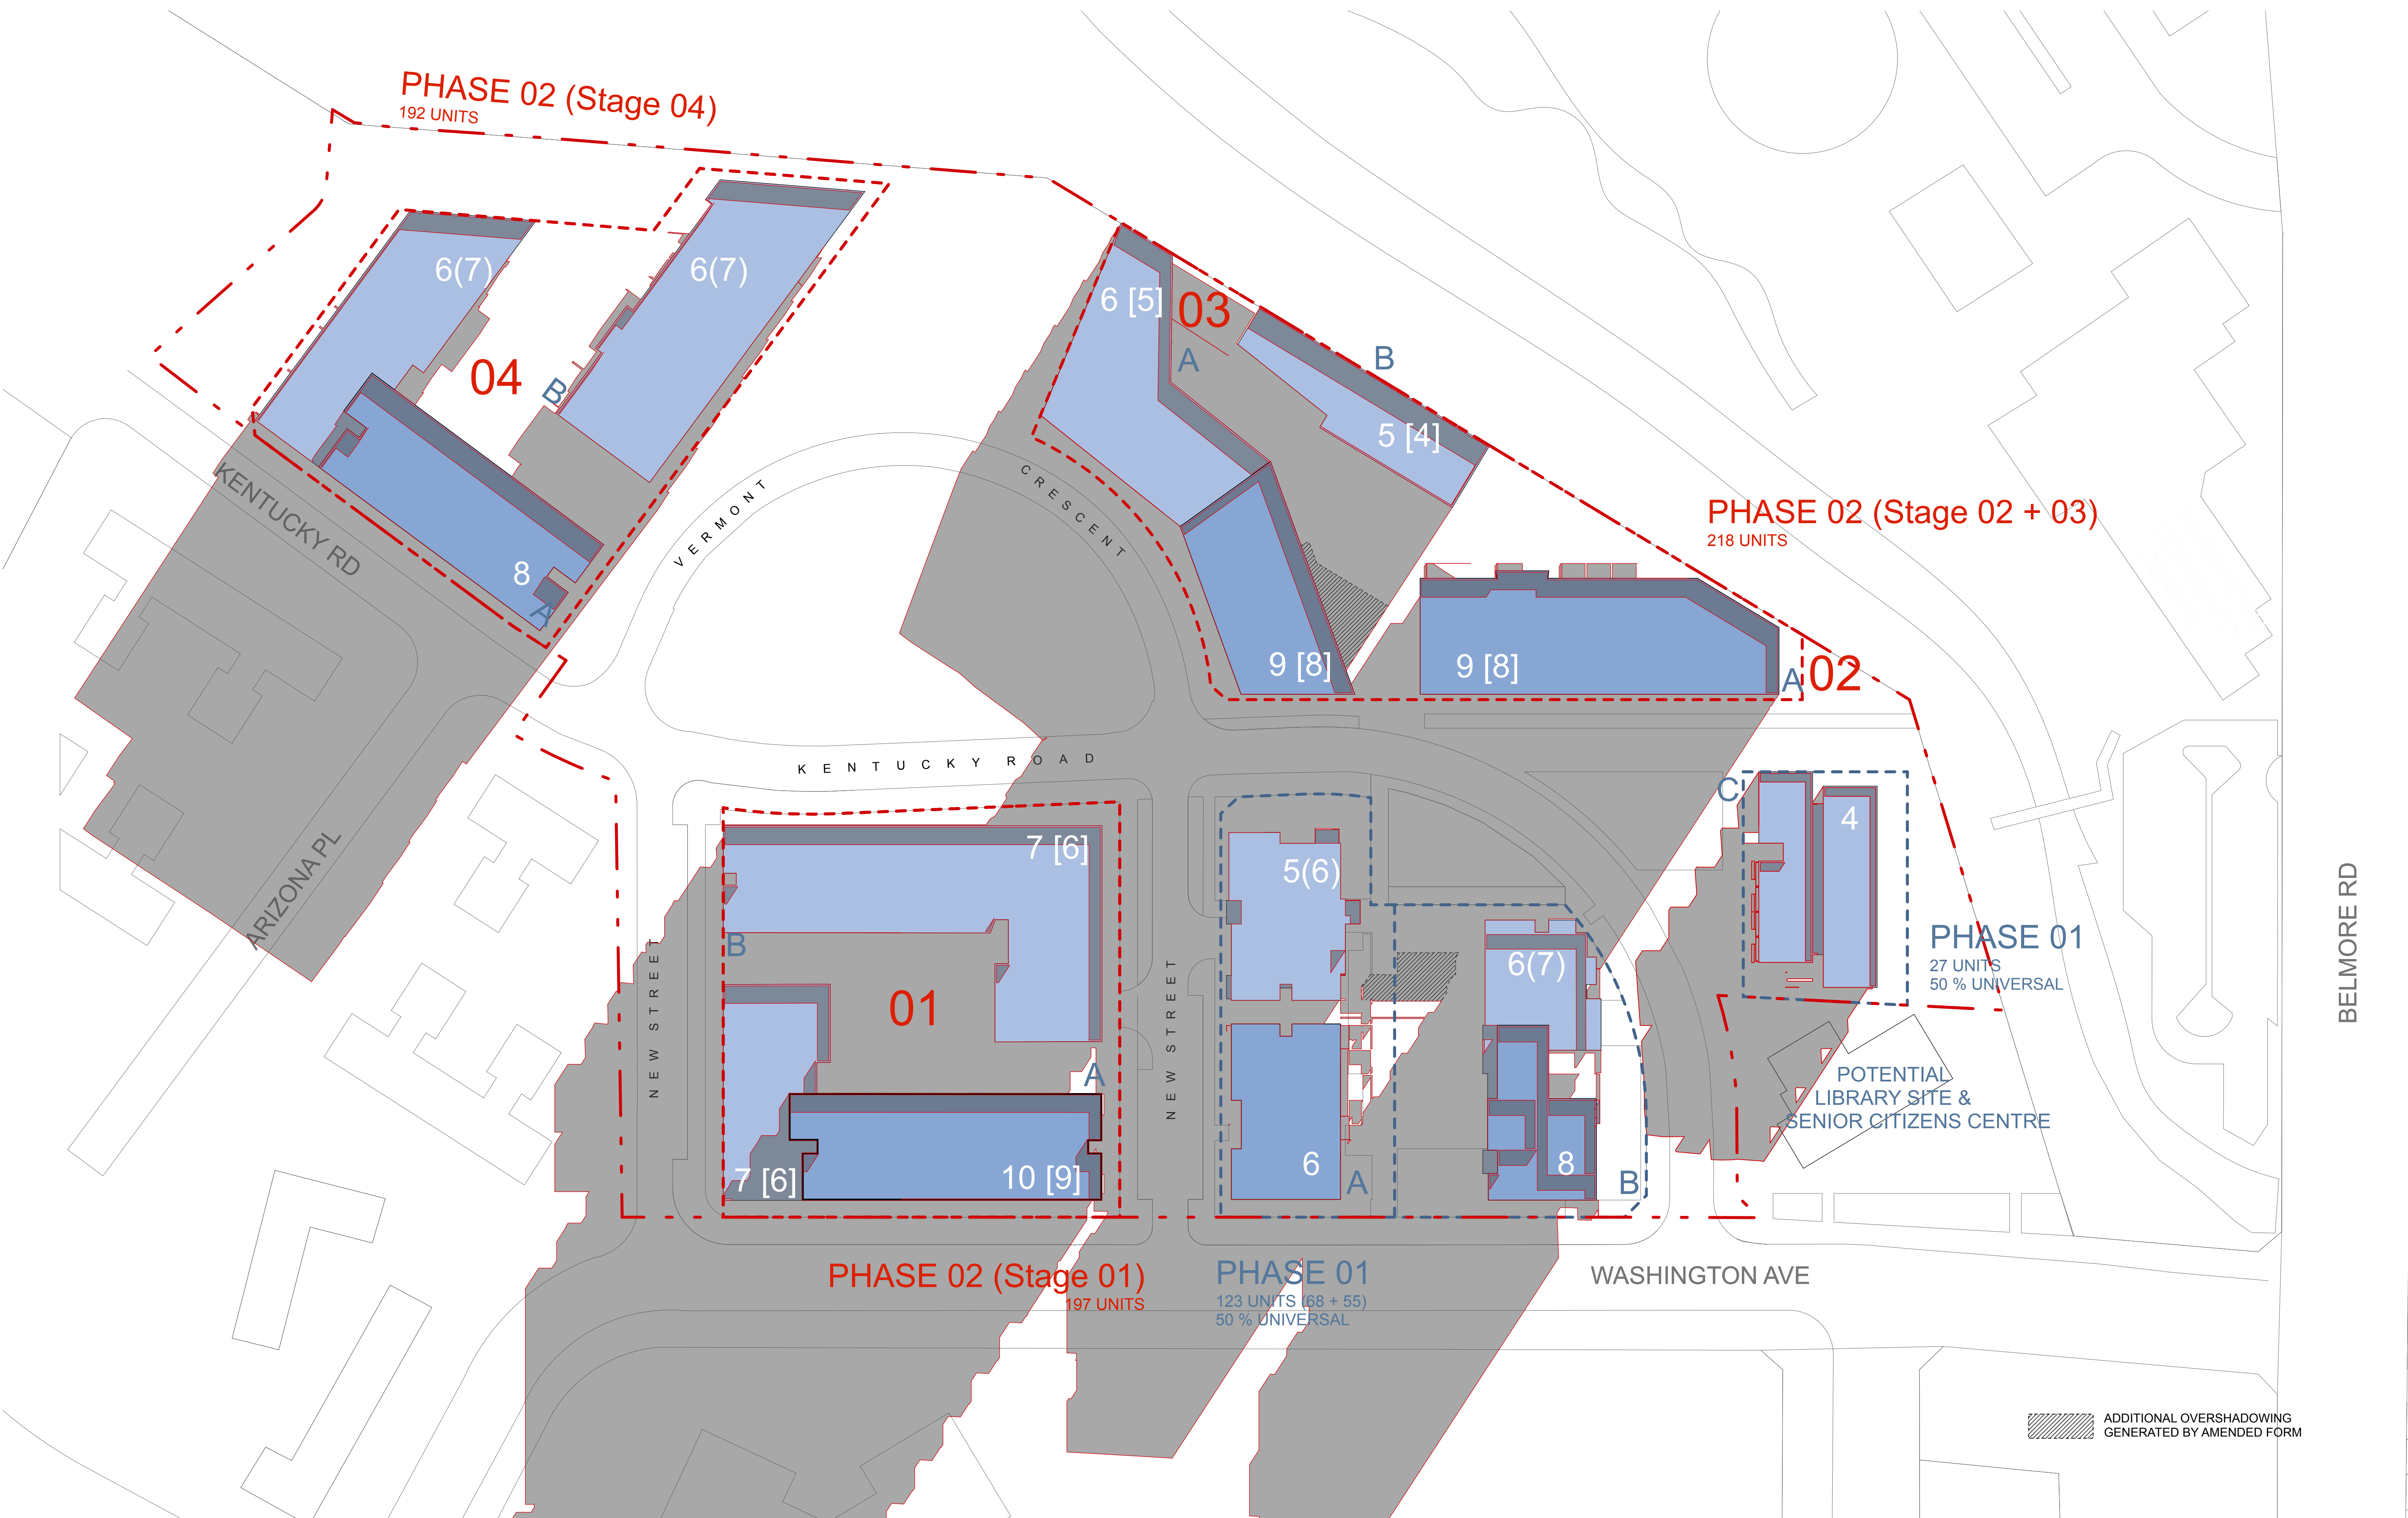 PHASE 02 (Stage 04)
192 UNITS
6(7)
6(7)
04
B
8
A
KENTUCKY RD
ARIZONA PL
VERMONT
CRESCENT
6 [5]
03
A
B
5 [4]
9 [8]
9 [8]
A
02
PHASE 02 (Stage 02 + 03)
218 UNITS
KENTUCKY ROAD
7 [6]
B
01
A
7 [6]
10 [9]
NEW STREET
NEW STREET
5(6)
6
A
6(7)
8
B
C
4
PHASE 01
27 UNITS
50 % UNIVERSAL
POTENTIAL
LIBRARY SITE &
SENIOR CITIZENS CENTRE
BELMORE RD
PHASE 02 (Stage 01)
197 UNITS
PHASE 01
123 UNITS (68 + 55)
50 % UNIVERSAL
WASHINGTON AVE
ADDITIONAL OVERSHADOWING
GENERATED BY AMENDED FORM